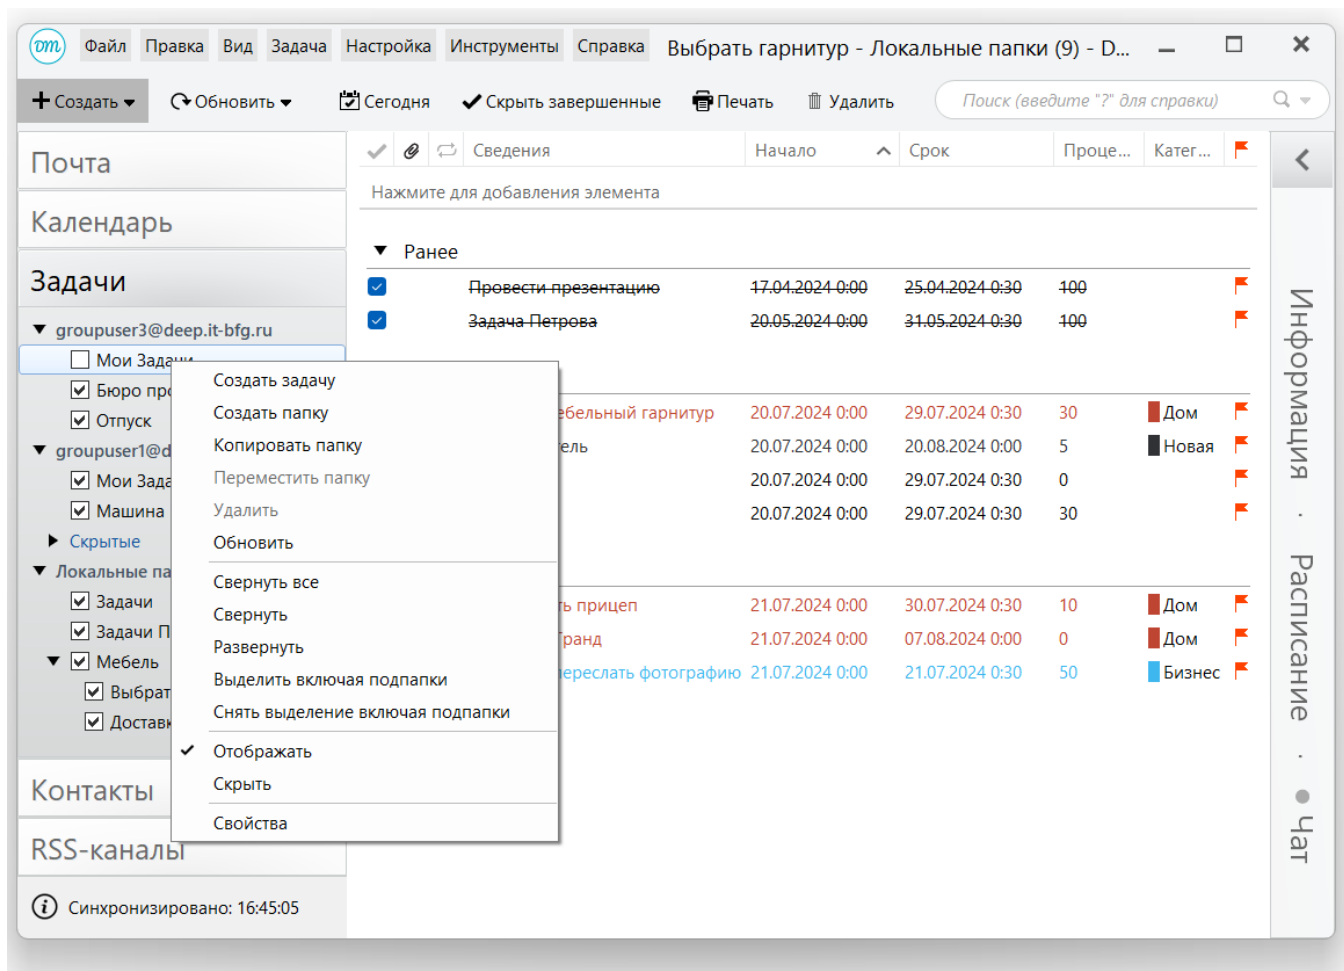 Файл Правка Вид Задача Настройка Инструменты Справка Выбрать гарнитур - Локальные папки (9) - D...
Создать Обновить Сегодня Скрыть завершенные Печать Удалить Поиск (введите "?" для справки)
Почта
Календарь
Задачи
groupuser3@deep.it-bfg.ru
Мои Задачи
Бюро
Отпуск
groupuser1@d
Мои
Машина
Скрытые
Локальные
Задачи
Задачи
Мебель
Контакты
RSS-каналы
Синхронизировано: 16:45:05
Сведения Начало Срок Проце... Катег...
Нажмите для добавления элемента
Ранее
Провести презентацию 17.04.2024 0:00 25.04.2024 0:30 100
Задача Петрова 20.05.2024 0:00 31.05.2024 0:30 100
ебельный гарнитур 20.07.2024 0:00 29.07.2024 0:30 30 Дом
20.07.2024 0:00 20.08.2024 0:00 5 Новая
20.07.2024 0:00 29.07.2024 0:30 0
20.07.2024 0:00 29.07.2024 0:30 30
прицеп 21.07.2024 0:00 30.07.2024 0:30 10 Дом
21.07.2024 0:00 07.08.2024 0:00 0 Дом
переслать фотографию 21.07.2024 0:00 21.07.2024 0:30 50 Бизнес
Создать задачу
Создать папку
Копировать папку
Переместить папку
Удалить
Обновить
Свернуть все
Свернуть
Развернуть
Выделить включая подпапки
Снять выделение включая подпапки
Отображать
Скрыть
Свойства
Информация · Расписание · Чат